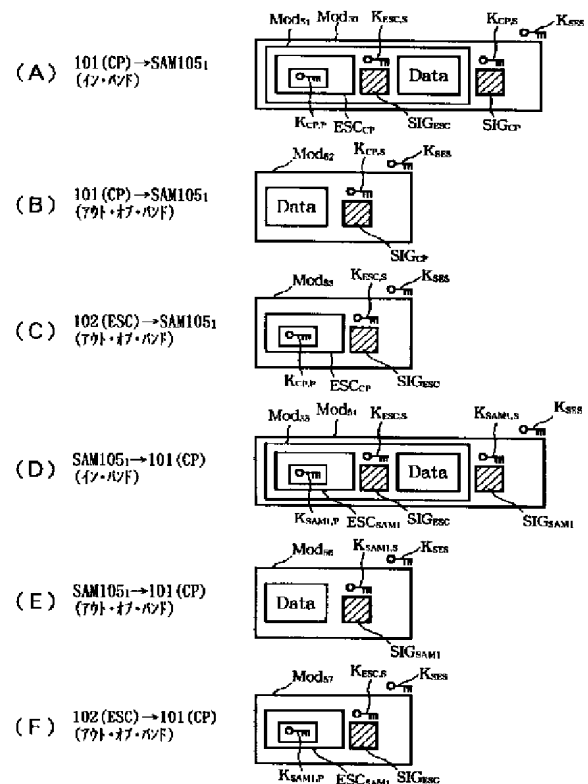 Mod51 Mod50 KESC,S KCP,S KSES
(A) 101(CP)→SAM1051
(イン・バンド)
Data
KCP,P ESCCP SIGESC SIGCP
Mod52 KCP,S KSES
(B) 101(CP)→SAM1051
(アウト・オブ・バンド)
Data
SIGCP
KESC,S KSES
(C) 102(ESC)→SAM1051
(アウト・オブ・バンド)
KCP,P ESCCP SIGESC
KESC,S KSAM1,S KSES
(D) SAM1051→101(CP)
(イン・バンド)
Data
KSAM1,P ESCSAM1 SIGESC SIGSAM1
KSAM1,S KSES
(E) SAM1051→101(CP)
(アウト・オブ・バンド)
Data
SIGSAM1
Mod57 KESC,S KSES
(F) 102(ESC)→101(CP)
(アウト・オブ・バンド)
KSAM1,P ESCSAM1 SIGESC